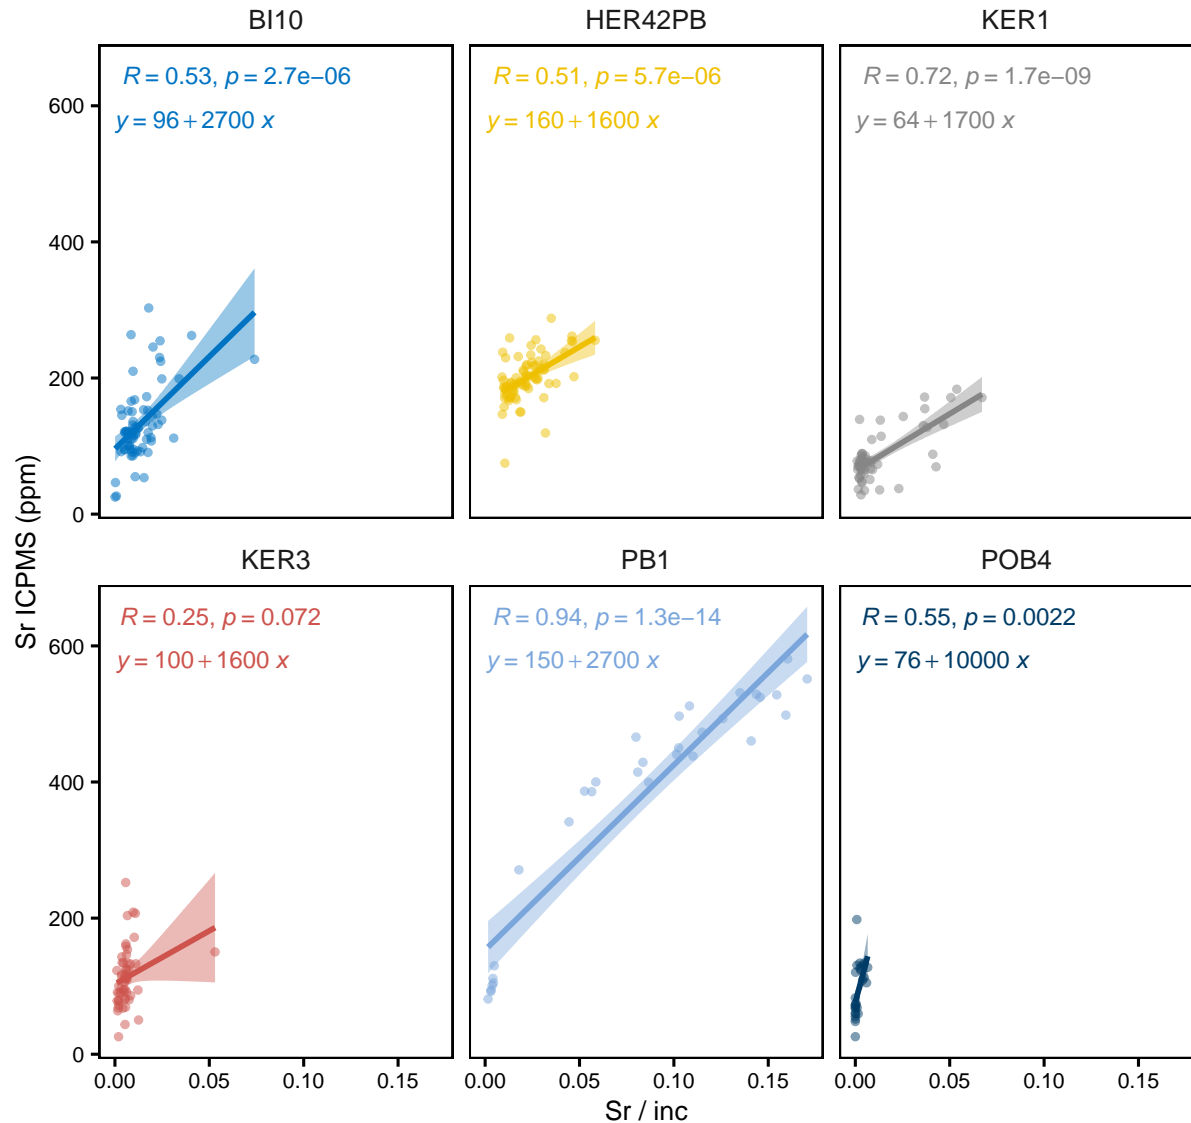 BI10 HER42PB KER1
R = 0.53, p = 2.7e−06 R = 0.51, p = 5.7e−06 R = 0.72, p = 1.7e−09
y = 96 + 2700 x y = 160 + 1600 x y = 64 + 1700 x
600
400
200
0
KER3 PB1 POB4
R = 0.25, p = 0.072 R = 0.94, p = 1.3e−14 R = 0.55, p = 0.0022
y = 100 + 1600 x y = 150 + 2700 x y = 76 + 10000 x
600
400
200
0
0.00 0.05 0.10 0.15 0.00 0.05 0.10 0.15 0.00 0.05 0.10 0.15
Sr / inc
Sr ICPMS (ppm)